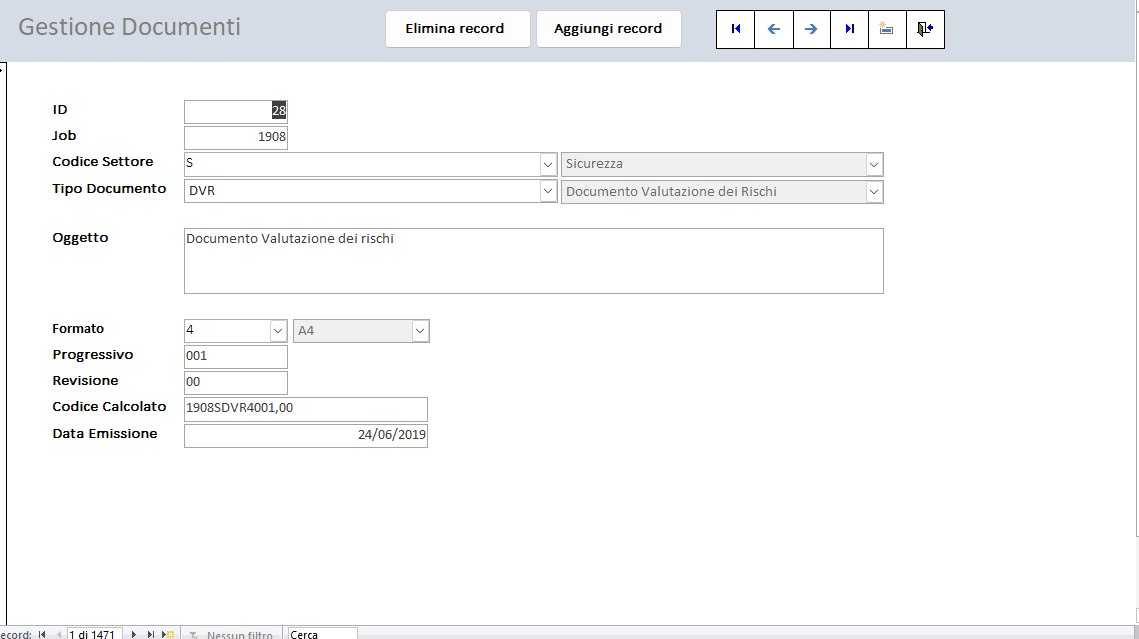 Gestione Documenti
Elimina record
Aggiungi record
ID 28
Job 1908
Codice Settore S Sicurezza
Tipo Documento DVR Documento Valutazione dei Rischi
Oggetto Documento Valutazione dei rischi
Formato 4 A4
Progressivo 001
Revisione 00
Codice Calcolato 1908SDVR4001,00
Data Emissione 24/06/2019
ecord: 1 di 1471 Nessun filtro Cerca